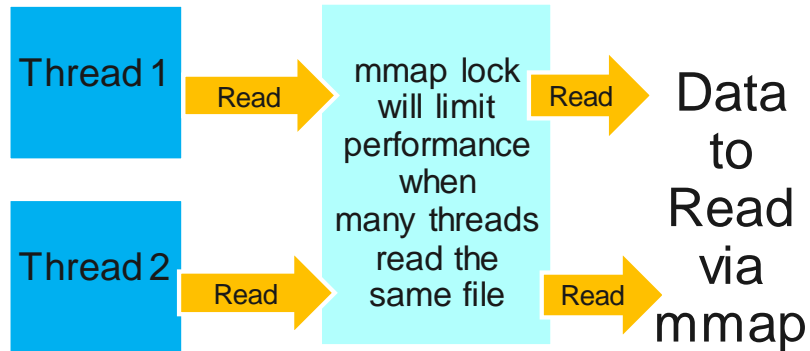 Thread 1
Read
mmap lock
will limit
performance
when
many threads
read the
same file
Read
Data
to
Read
via
mmap
Thread 2
Read
Read